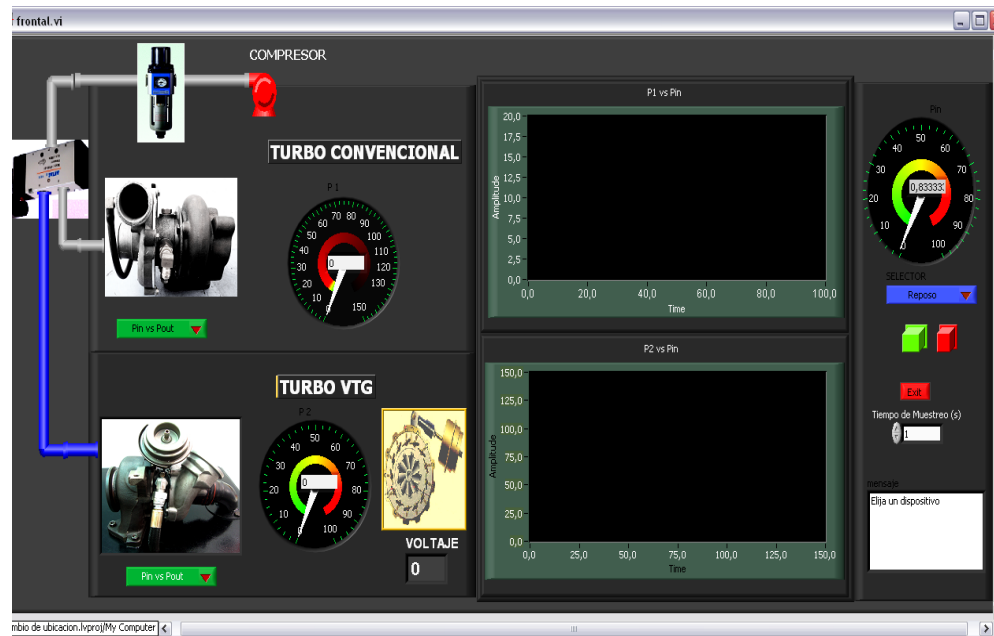 frontal.vi
COMPRESOR
TURBO CONVENCIONAL
P 1
0 10 20 30 40 50 60 70 80 90 100 110 120 130 150
0
Pin vs Pout
TURBO VTG
P 2
0 10 20 30 40 50 60 70 80 90 100
0
VOLTAJE
0
Pin vs Pout
P1 vs Pin
Amplitude
20,0
17,5
15,0
12,5
10,0
7,5
5,0
2,5
0,0
0,0 20,0 40,0 60,0 80,0 100,0
Time
P2 vs Pin
Amplitude
150,0
125,0
100,0
75,0
50,0
25,0
0,0
0,0 25,0 50,0 75,0 100,0 125,0 150,0
Time
Pin
0 10 20 30 40 50 60 70 80 90 100
0,83333
SELECTOR
Reposo
Exit
Tiempo de Muestreo (s)
1
mensaje
Elija un dispositivo
de ubicacion.lvproj/My Computer